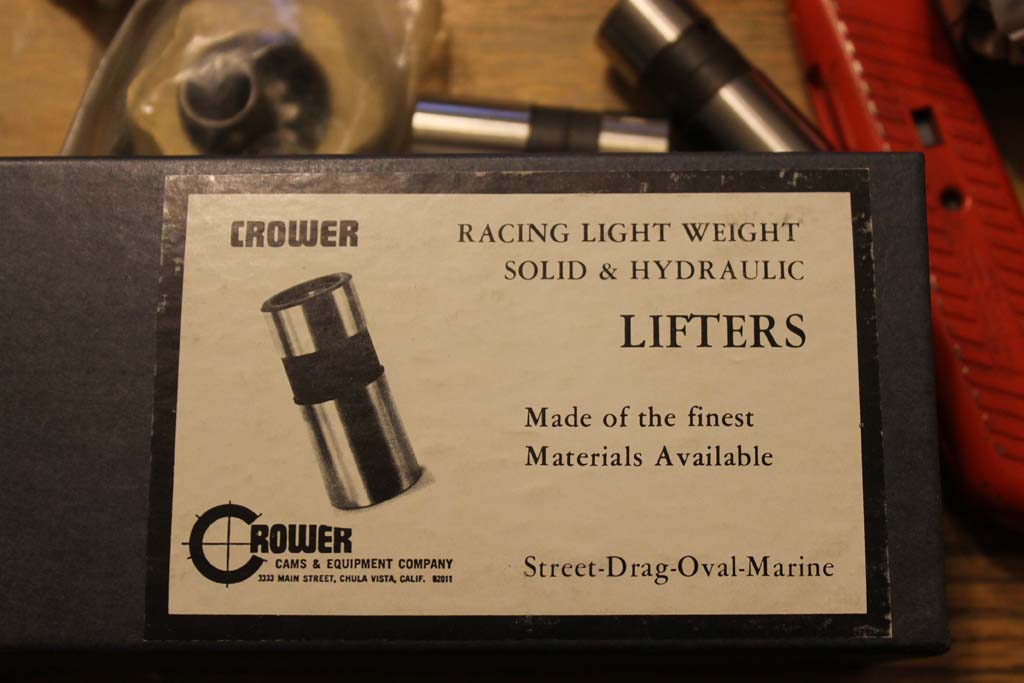 CROWER
RACING LIGHT WEIGHT
SOLID & HYDRAULIC
LIFTERS
Made of the finest
Materials Available
CROWER
CAMS & EQUIPMENT COMPANY
3333 MAIN STREET, CHULA VISTA, CALIF. 92011
Street-Drag-Oval-Marine